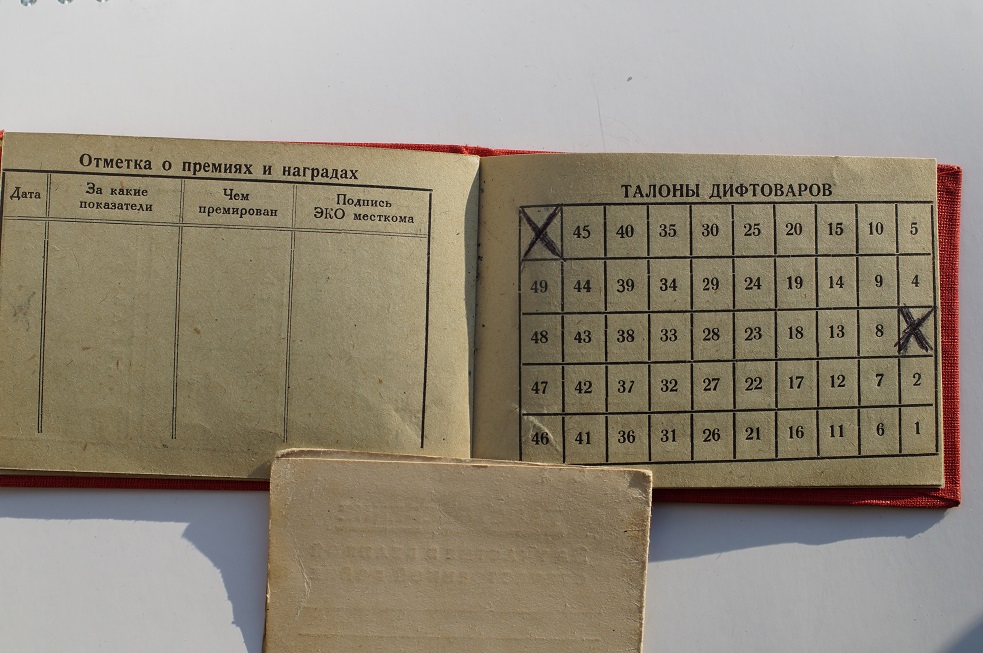 Отметка о премиях и наградах
Дата
За какие
показатели
Чем
премирован
Подпись
ЭКО месткома
ТАЛОНЫ ДИФТОВАРОВ
45 40 35 30 25 20 15 10 5
49 44 39 34 29 24 19 14 9 4
48 43 38 33 28 23 18 13 8
47 42 37 32 27 22 17 12 7 2
46 41 36 31 26 21 16 11 6 1